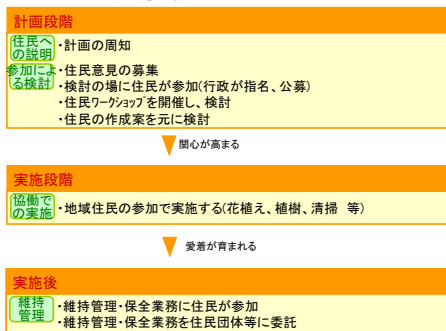 計画段階
住民へ
の説明
・計画の周知
参加によ
る検討
・住民意見の募集
・検討の場に住民が参加(行政が指名、公募)
・住民ワークショップを開催し、検討
・住民の作成案を元に検討
関心が高まる
実施段階
協働で
の実施
・地域住民の参加で実施する(花植え、植樹、清掃 等)
愛着が育まれる
実施後
維持
管理
・維持管理・保全業務に住民が参加
・維持管理・保全業務を住民団体等に委託